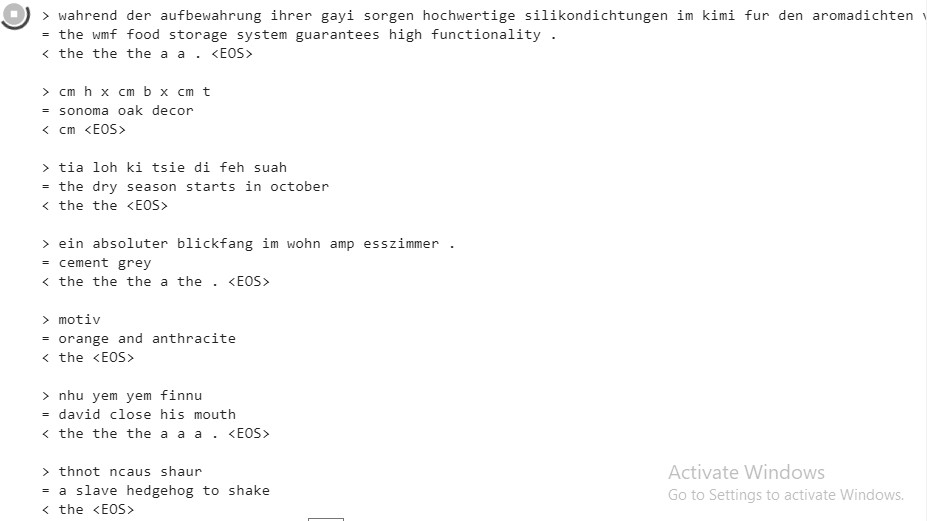 > wahrend der aufbewahrung ihrer gayi sorgen hochwertige silikondichtungen im kimi fur den aromadichten
= the wmf food storage system guarantees high functionality .
< the the the a a . <EOS>
> cm h x cm b x cm t
= sonoma oak decor
< cm <EOS>
> tia loh ki tsie di feh suah
= the dry season starts in october
< the the <EOS>
> ein absoluter blickfang im wohn amp esszimmer .
= cement grey
< the the the a the . <EOS>
> motiv
= orange and anthracite
< the <EOS>
> nhu yem yem finnu
= david close his mouth
< the the the a a a . <EOS>
> thnot ncaus shaur
= a slave hedgehog to shake
< the <EOS>
Activate Windows
Go to Settings to activate Windows.